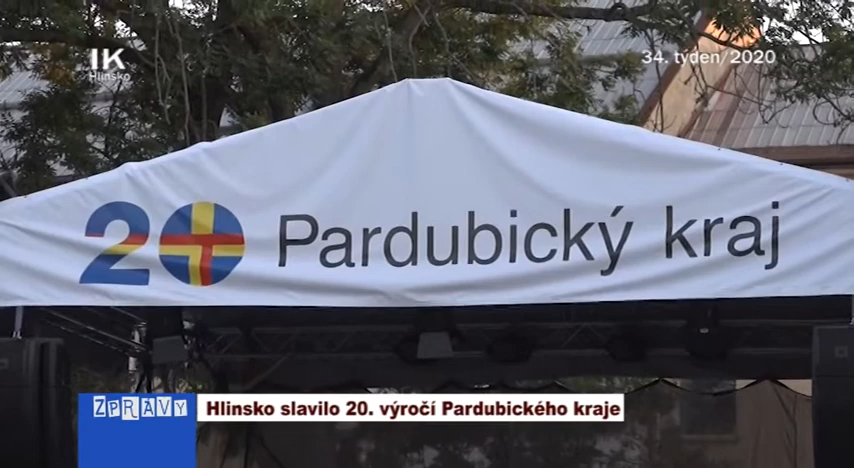 IK
Hlinsko
34. týden/2020
20 Pardubický kraj
ZPRÁVY
Hlinsko slavilo 20. výročí Pardubického kraje